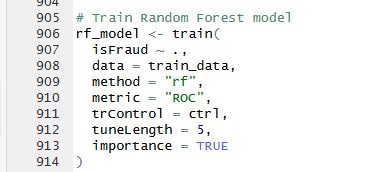 904
905 # Train Random Forest model
906 rf_model <- train(
907   isFraud ~ .,
908   data = train_data,
909   method = "rf",
910   metric = "ROC",
911   trControl = ctrl,
912   tuneLength = 5,
913   importance = TRUE
914 )